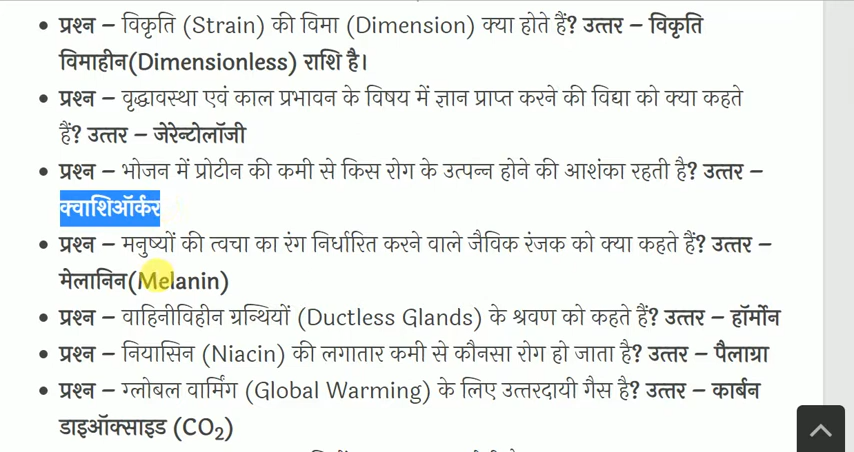 • प्रश्न – विकृति (Strain) की विमा (Dimension) क्या होते हैं? उत्तर – विकृति
विमाहीन(Dimensionless) राशि है।
• प्रश्न – वृद्धावस्था एवं काल प्रभावन के विषय में ज्ञान प्राप्त करने की विद्या को क्या कहते
हैं? उत्तर – जेरेन्टोलॉजी
• प्रश्न – भोजन में प्रोटीन की कमी से किस रोग के उत्पन्न होने की आशंका रहती है? उत्तर –
क्वाशिऑर्कर
• प्रश्न – मनुष्यों की त्वचा का रंग निर्धारित करने वाले जैविक रंजक को क्या कहते हैं? उत्तर –
मेलानिन(Melanin)
• प्रश्न – वाहिनीविहीन ग्रन्थियों (Ductless Glands) के श्रवण को कहते हैं? उत्तर – हॉर्मोन
• प्रश्न – नियासिन (Niacin) की लगातार कमी से कौनसा रोग हो जाता है? उत्तर – पैलाग्रा
• प्रश्न – ग्लोबल वार्मिंग (Global Warming) के लिए उत्तरदायी गैस है? उत्तर – कार्बन
डाइऑक्साइड (CO₂)